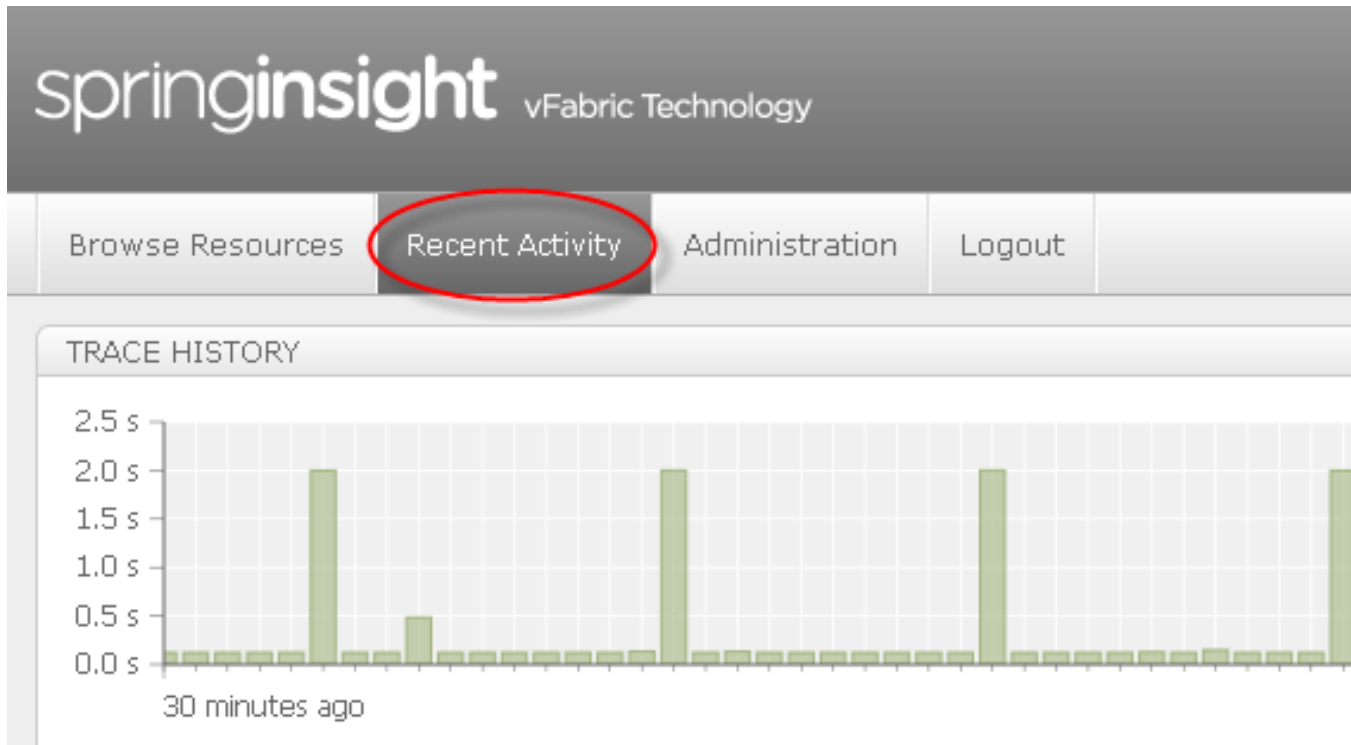 springinsight vFabric Technology
Browse Resources Recent Activity Administration Logout
TRACE HISTORY
2.5 s
2.0 s
1.5 s
1.0 s
0.5 s
0.0 s
30 minutes ago